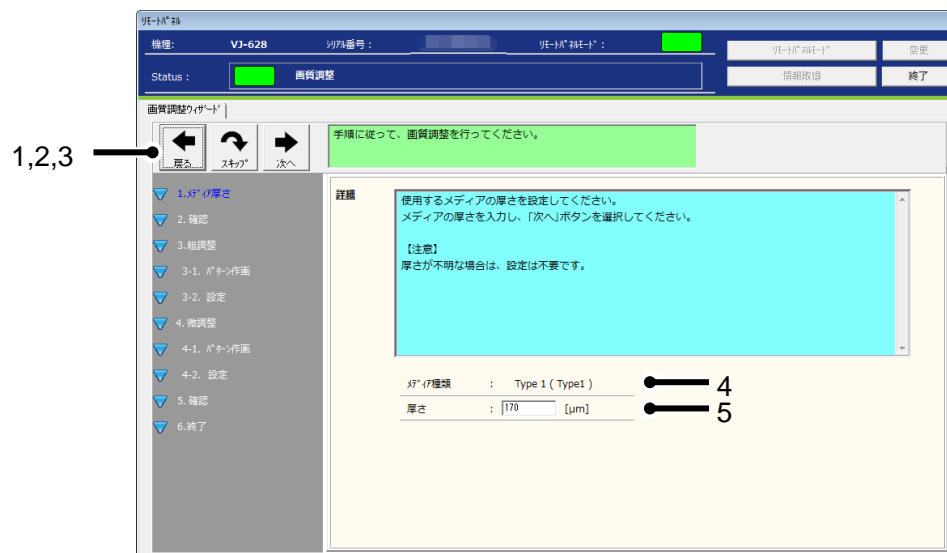 ﾘﾓｰﾄﾊﾟﾈﾙ
機種: VJ-628 ｼﾘｱﾙ番号： ﾘﾓｰﾄﾊﾟﾈﾙﾓｰﾄﾞ：
ﾘﾓｰﾄﾊﾟﾈﾙﾓｰﾄﾞ 変更
Status : 画質調整
情報取得 終了
画質調整ｳｨｻﾞｰﾄﾞ
手順に従って、画質調整を行ってください。
1,2,3
戻る ｽｷｯﾌﾟ 次へ
1.ﾒﾃﾞｨｱ厚さ
2. 確認
3.粗調整
3-1. ﾊﾟﾀｰﾝ作画
3-2. 設定
4. 微調整
4-1. ﾊﾟﾀｰﾝ作画
4-2. 設定
5. 確認
6.終了
詳細
使用するメディアの厚さを設定してください。
メディアの厚さを入力し、「次へ」ボタンを選択してください。
【注意】
厚さが不明な場合は、設定は不要です。
ﾒﾃﾞｨｱ種類 : Type 1 ( Type1 ) 4
厚さ : 170 [μm] 5